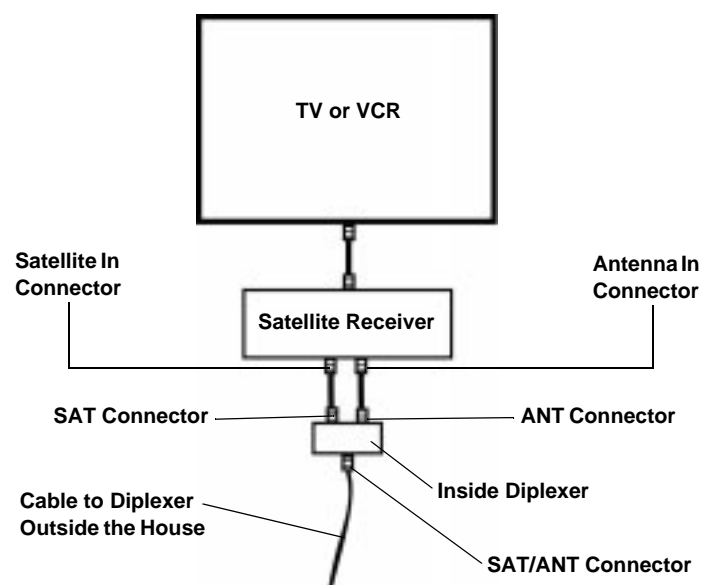 TV or VCR
Satellite In
Connector
Antenna In
Connector
Satellite Receiver
SAT Connector
ANT Connector
Inside Diplexer
Cable to Diplexer
Outside the House
SAT/ANT Connector